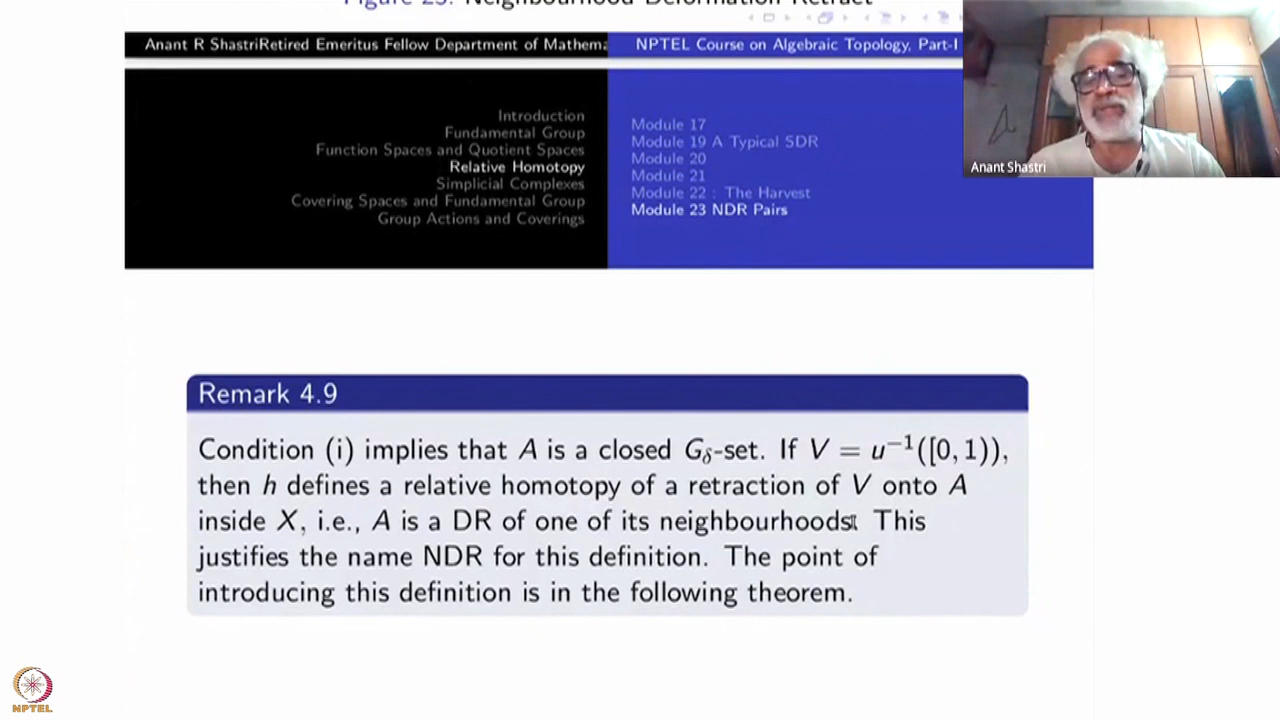 Figure 23: Neighbourhood Deformation Retract
Anant R ShastriRetired Emeritus Fellow Department of Mathema
NPTEL Course on Algebraic Topology, Part-I
Introduction
Fundamental Group
Function Spaces and Quotient Spaces
Relative Homotopy
Simplicial Complexes
Covering Spaces and Fundamental Group
Group Actions and Coverings
Module 17
Module 19 A Typical SDR
Module 20
Module 21
Module 22 : The Harvest
Module 23 NDR Pairs
Anant Shastri
Remark 4.9
Condition (i) implies that A is a closed G_δ-set. If V = u⁻¹([0, 1)),
then h defines a relative homotopy of a retraction of V onto A
inside X, i.e., A is a DR of one of its neighbourhoods. This
justifies the name NDR for this definition. The point of
introducing this definition is in the following theorem.
NPTEL